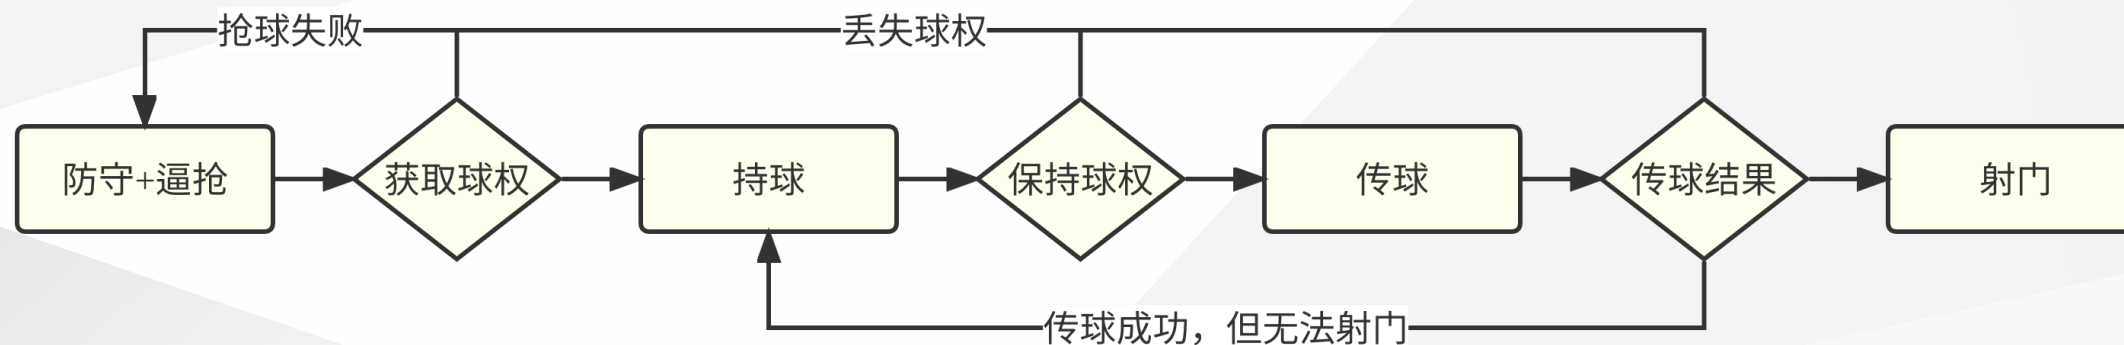 抢球失败
丢失球权
防守+逼抢
获取球权
持球
保持球权
传球
传球结果
射门
传球成功，但无法射门